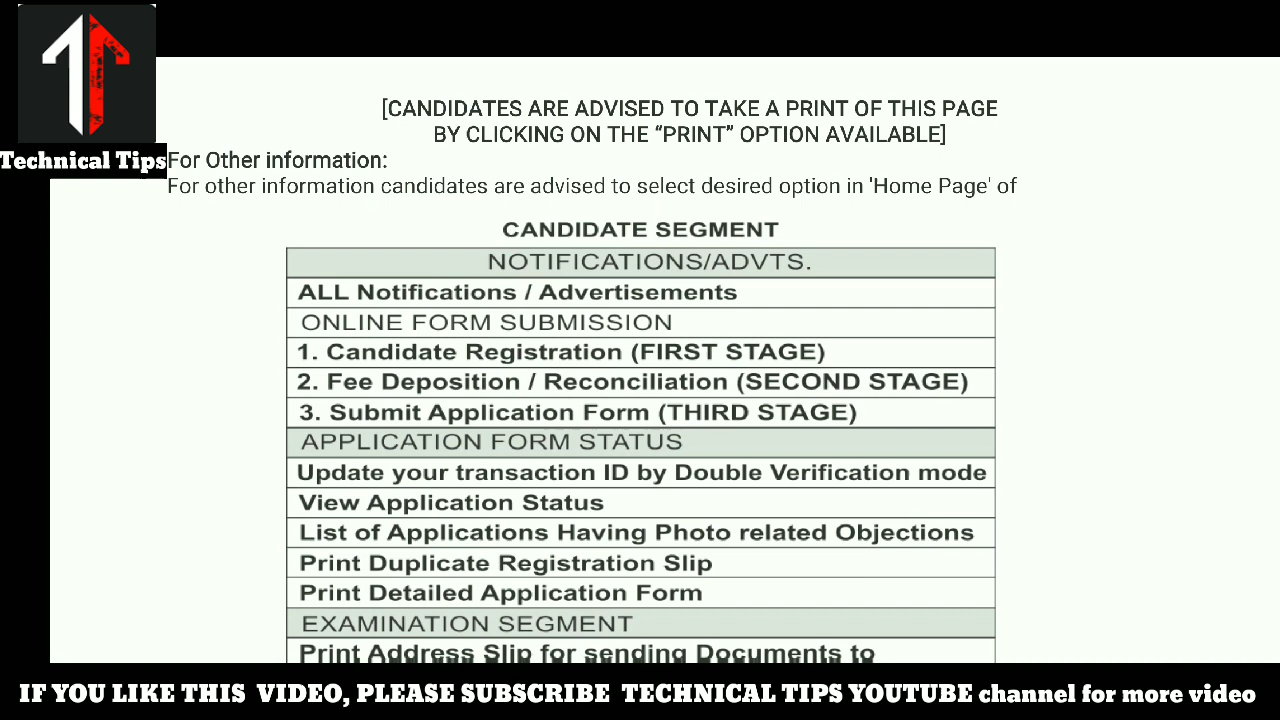 [CANDIDATES ARE ADVISED TO TAKE A PRINT OF THIS PAGE
BY CLICKING ON THE “PRINT” OPTION AVAILABLE]
Technical Tips
For Other information:
For other information candidates are advised to select desired option in 'Home Page' of
CANDIDATE SEGMENT
NOTIFICATIONS/ADVTS.
ALL Notifications / Advertisements
ONLINE FORM SUBMISSION
1. Candidate Registration (FIRST STAGE)
2. Fee Deposition / Reconciliation (SECOND STAGE)
3. Submit Application Form (THIRD STAGE)
APPLICATION FORM STATUS
Update your transaction ID by Double Verification mode
View Application Status
List of Applications Having Photo related Objections
Print Duplicate Registration Slip
Print Detailed Application Form
EXAMINATION SEGMENT
Print Address Slip for sending Documents to
IF YOU LIKE THIS VIDEO, PLEASE SUBSCRIBE TECHNICAL TIPS YOUTUBE channel for more video